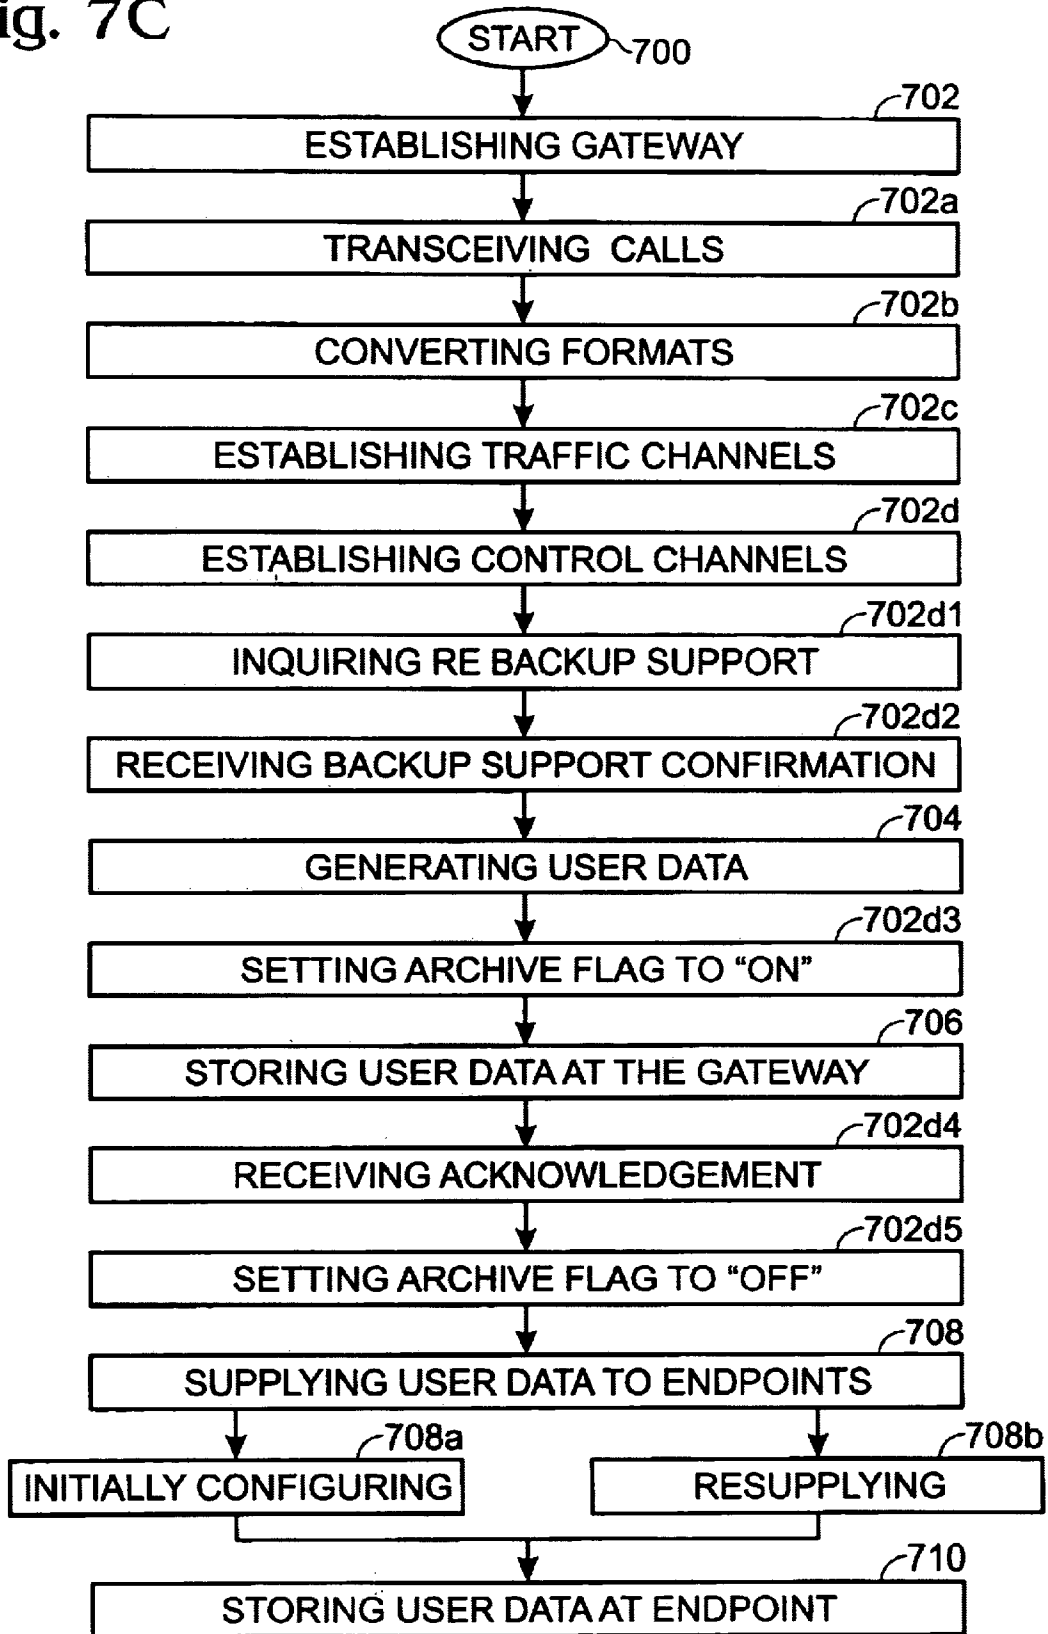 ig. 7C
START
700
702
ESTABLISHING GATEWAY
702a
TRANSCEIVING CALLS
702b
CONVERTING FORMATS
702c
ESTABLISHING TRAFFIC CHANNELS
702d
ESTABLISHING CONTROL CHANNELS
702d1
INQUIRING RE BACKUP SUPPORT
702d2
RECEIVING BACKUP SUPPORT CONFIRMATION
704
GENERATING USER DATA
702d3
SETTING ARCHIVE FLAG TO “ON”
706
STORING USER DATA AT THE GATEWAY
702d4
RECEIVING ACKNOWLEDGEMENT
702d5
SETTING ARCHIVE FLAG TO “OFF”
708
SUPPLYING USER DATA TO ENDPOINTS
708a
INITIALLY CONFIGURING
708b
RESUPPLYING
710
STORING USER DATA AT ENDPOINT